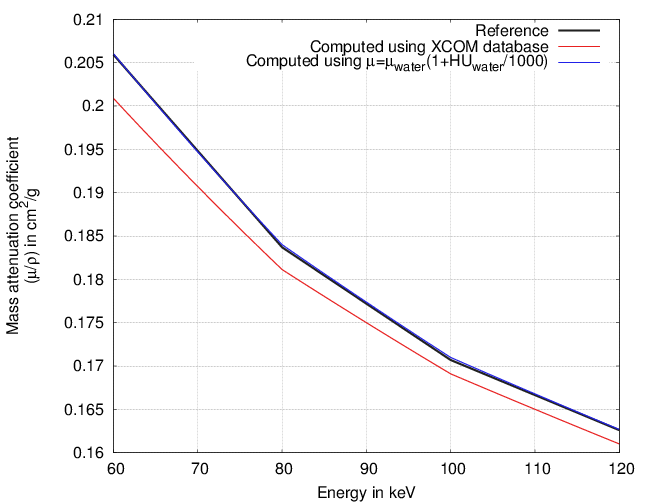 Reference
Computed using XCOM database
Computed using μ=μwater(1+HUwater/1000)
0.21
0.205
0.2
0.195
0.19
0.185
0.18
0.175
0.17
0.165
0.16
60 70 80 90 100 110 120
Energy in keV
Mass attenuation coefficient
(μ/ρ) in cm²/g